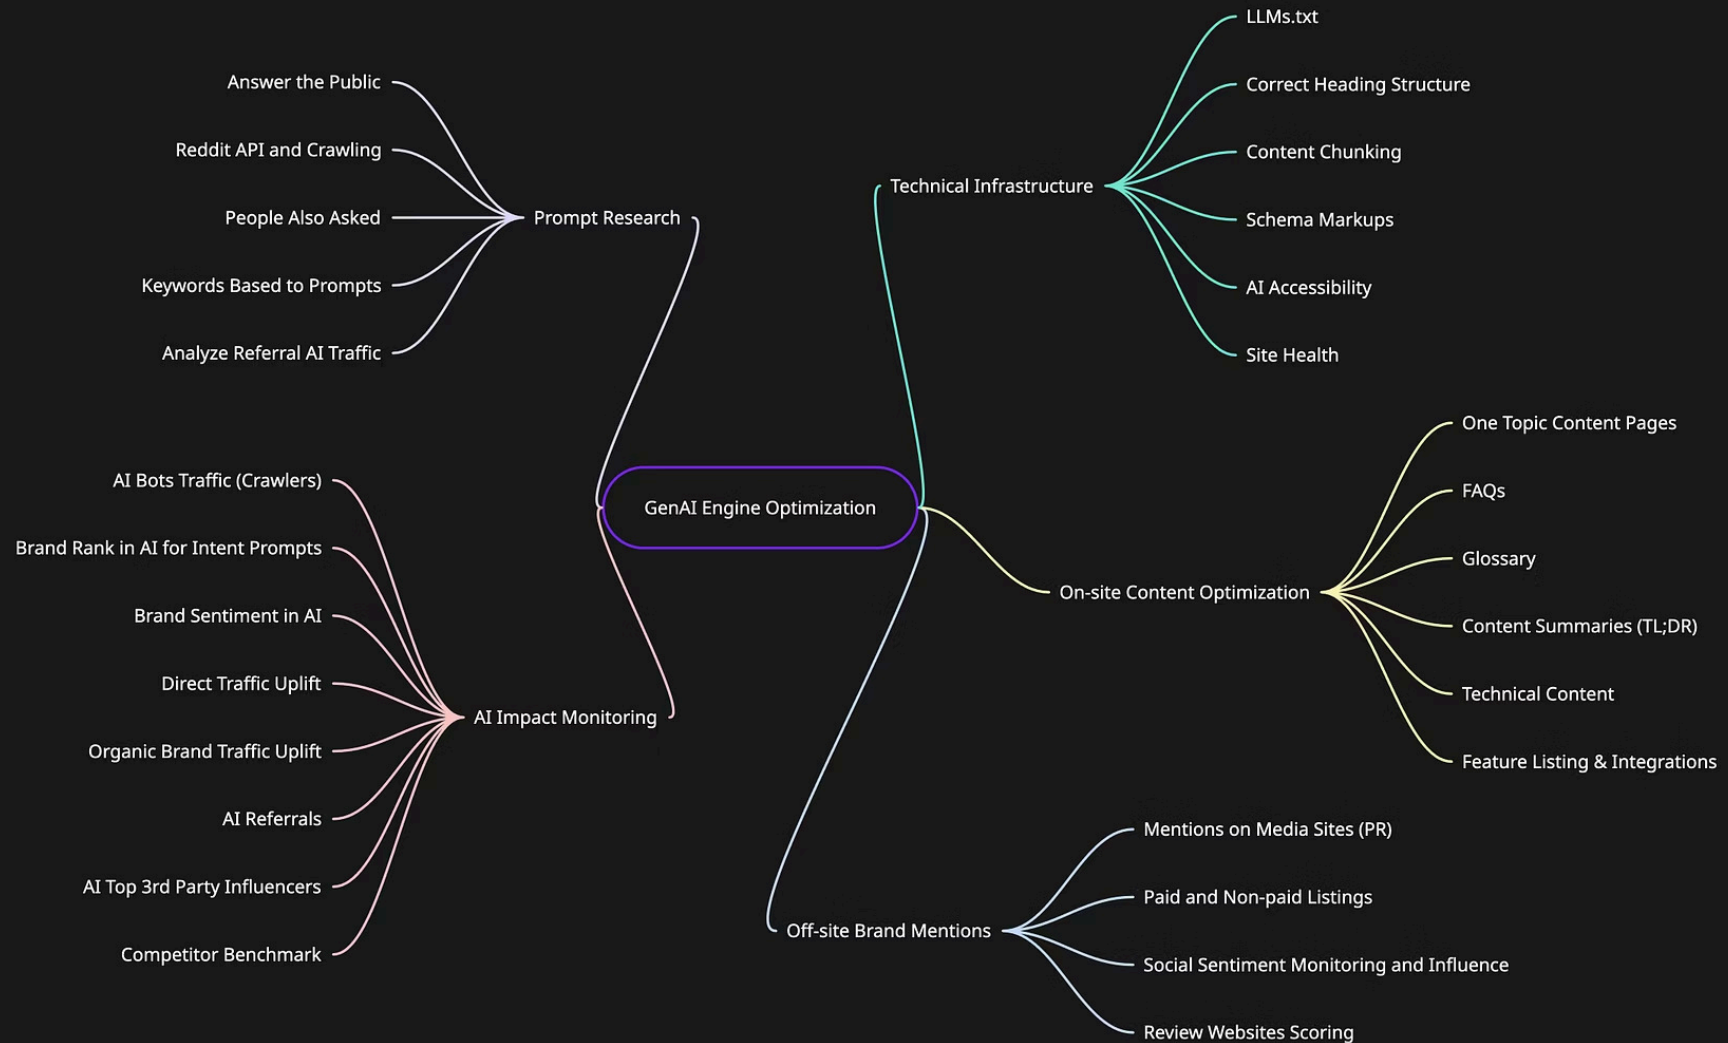 Answer the Public
Reddit API and Crawling
People Also Asked
Keywords Based to Prompts
Analyze Referral AI Traffic
Prompt Research
AI Bots Traffic (Crawlers)
Brand Rank in AI for Intent Prompts
Brand Sentiment in AI
Direct Traffic Uplift
Organic Brand Traffic Uplift
AI Referrals
AI Top 3rd Party Influencers
Competitor Benchmark
AI Impact Monitoring
GenAI Engine Optimization
Technical Infrastructure
LLMs.txt
Correct Heading Structure
Content Chunking
Schema Markups
AI Accessibility
Site Health
On-site Content Optimization
One Topic Content Pages
FAQs
Glossary
Content Summaries (TL;DR)
Technical Content
Feature Listing & Integrations
Off-site Brand Mentions
Mentions on Media Sites (PR)
Paid and Non-paid Listings
Social Sentiment Monitoring and Influence
Review Websites Scoring